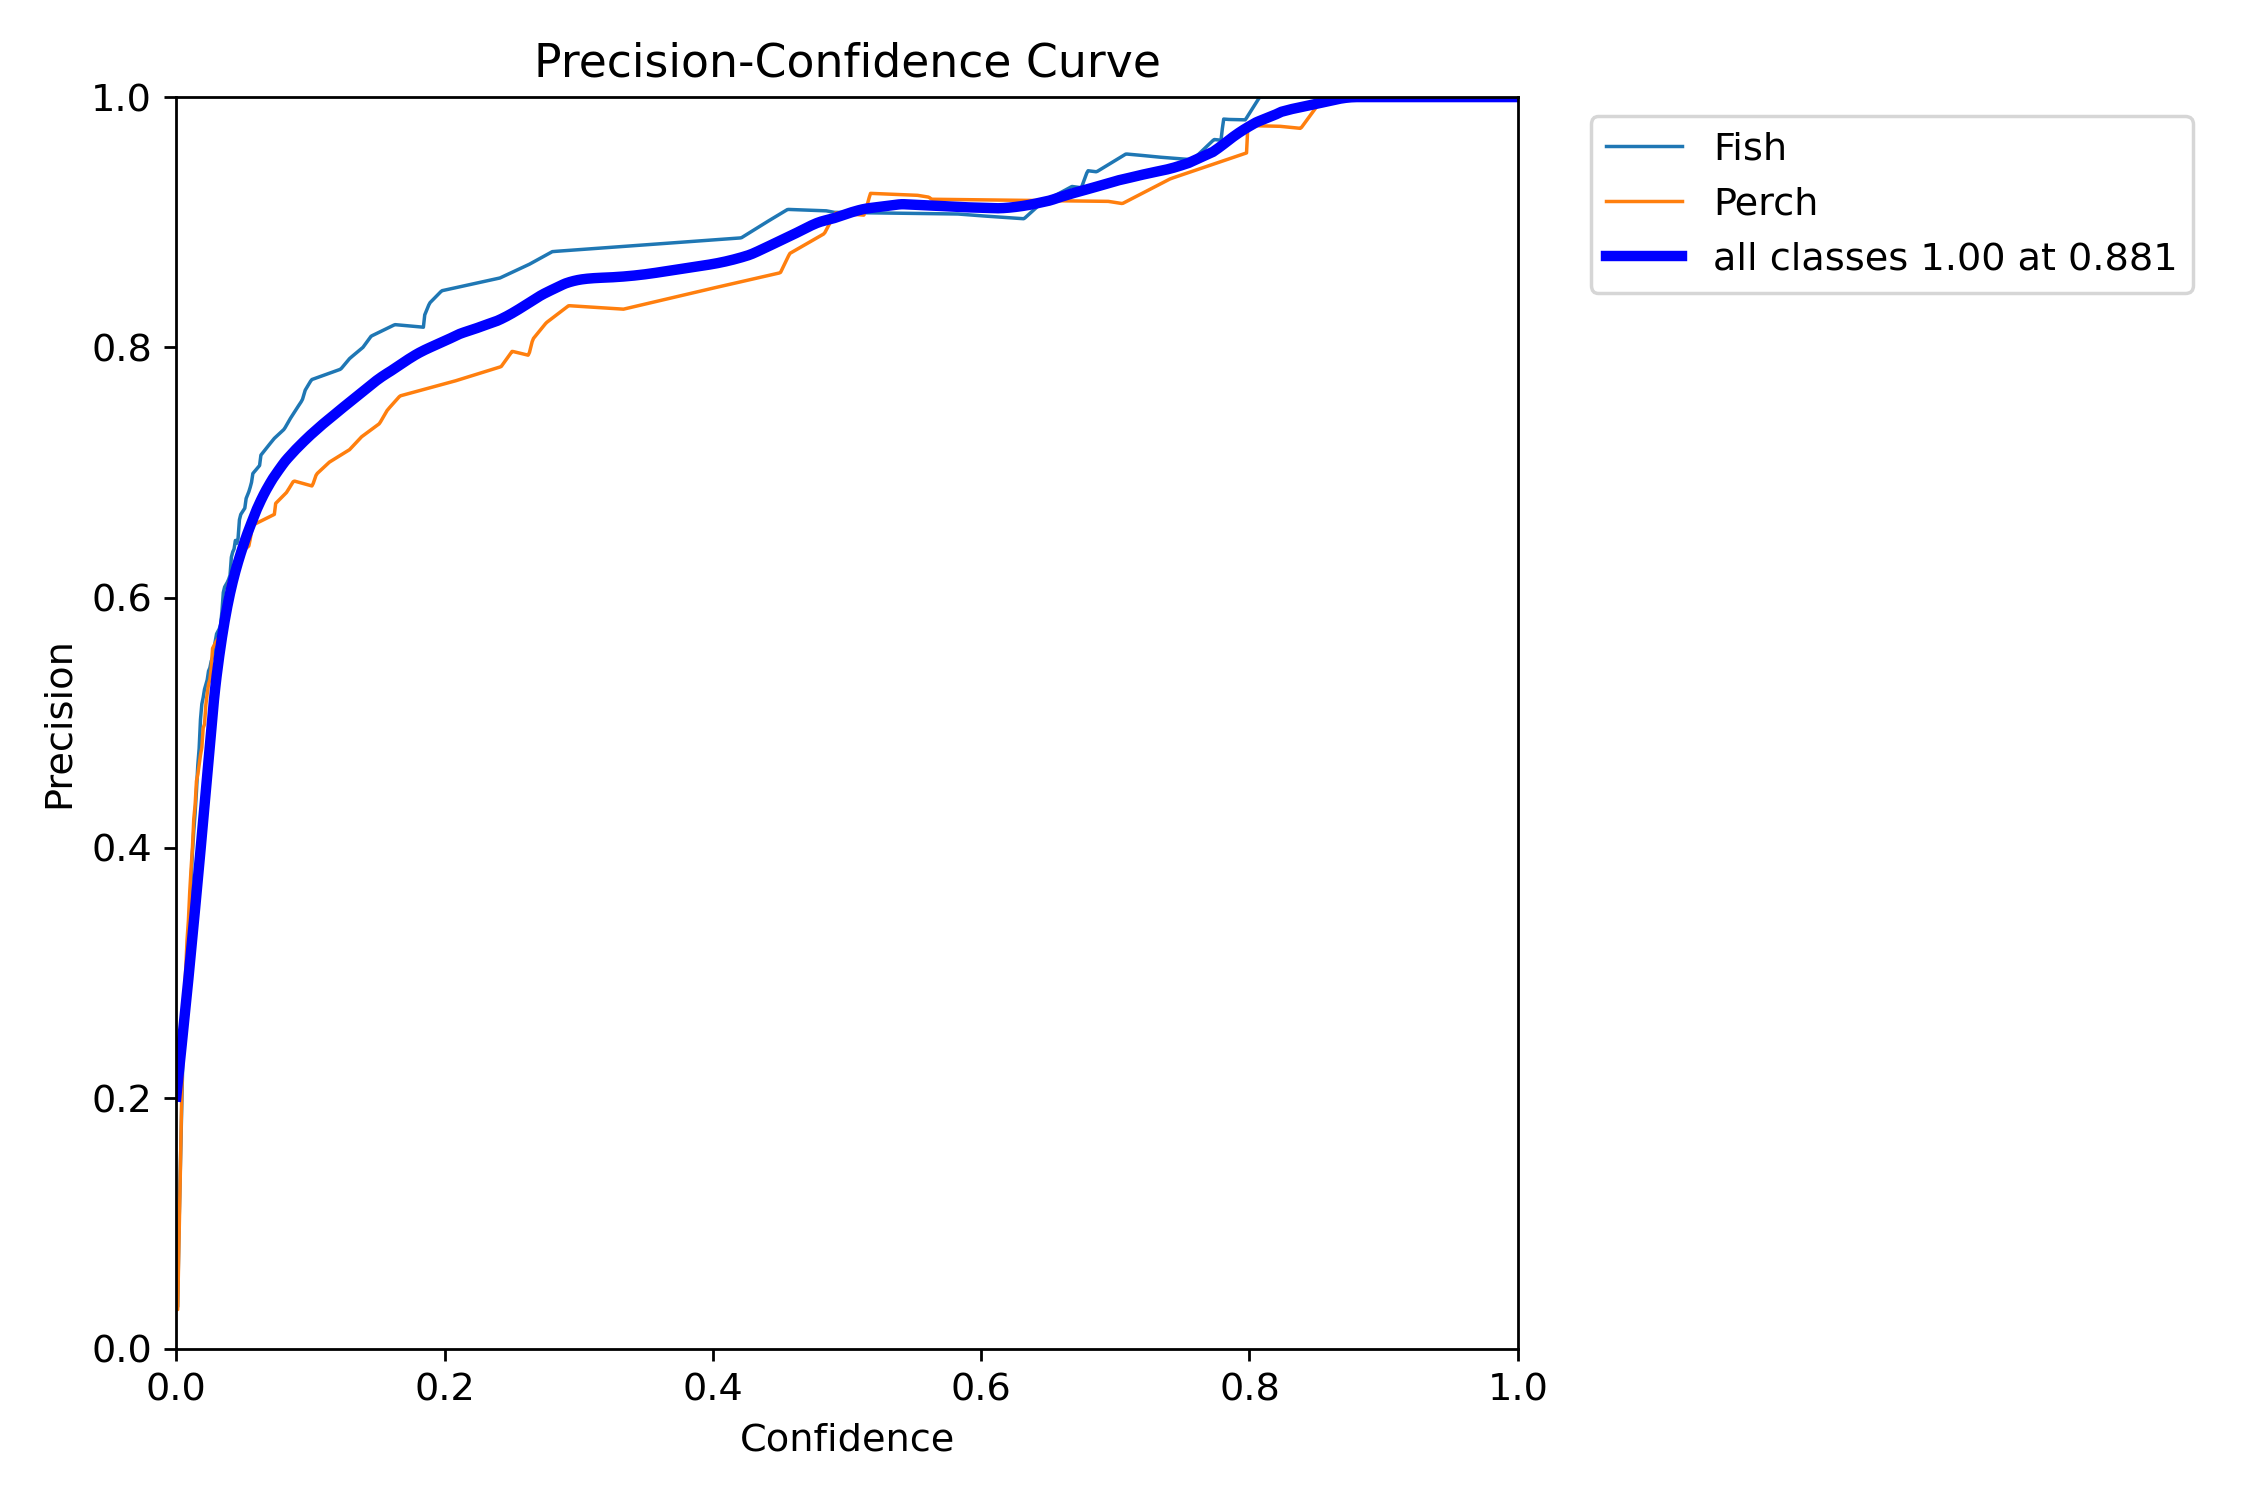 Precision-Confidence Curve
1.0
0.8
0.6
0.4
0.2
0.0
Precision
0.0 0.2 0.4 0.6 0.8 1.0
Confidence
Fish
Perch
all classes 1.00 at 0.881